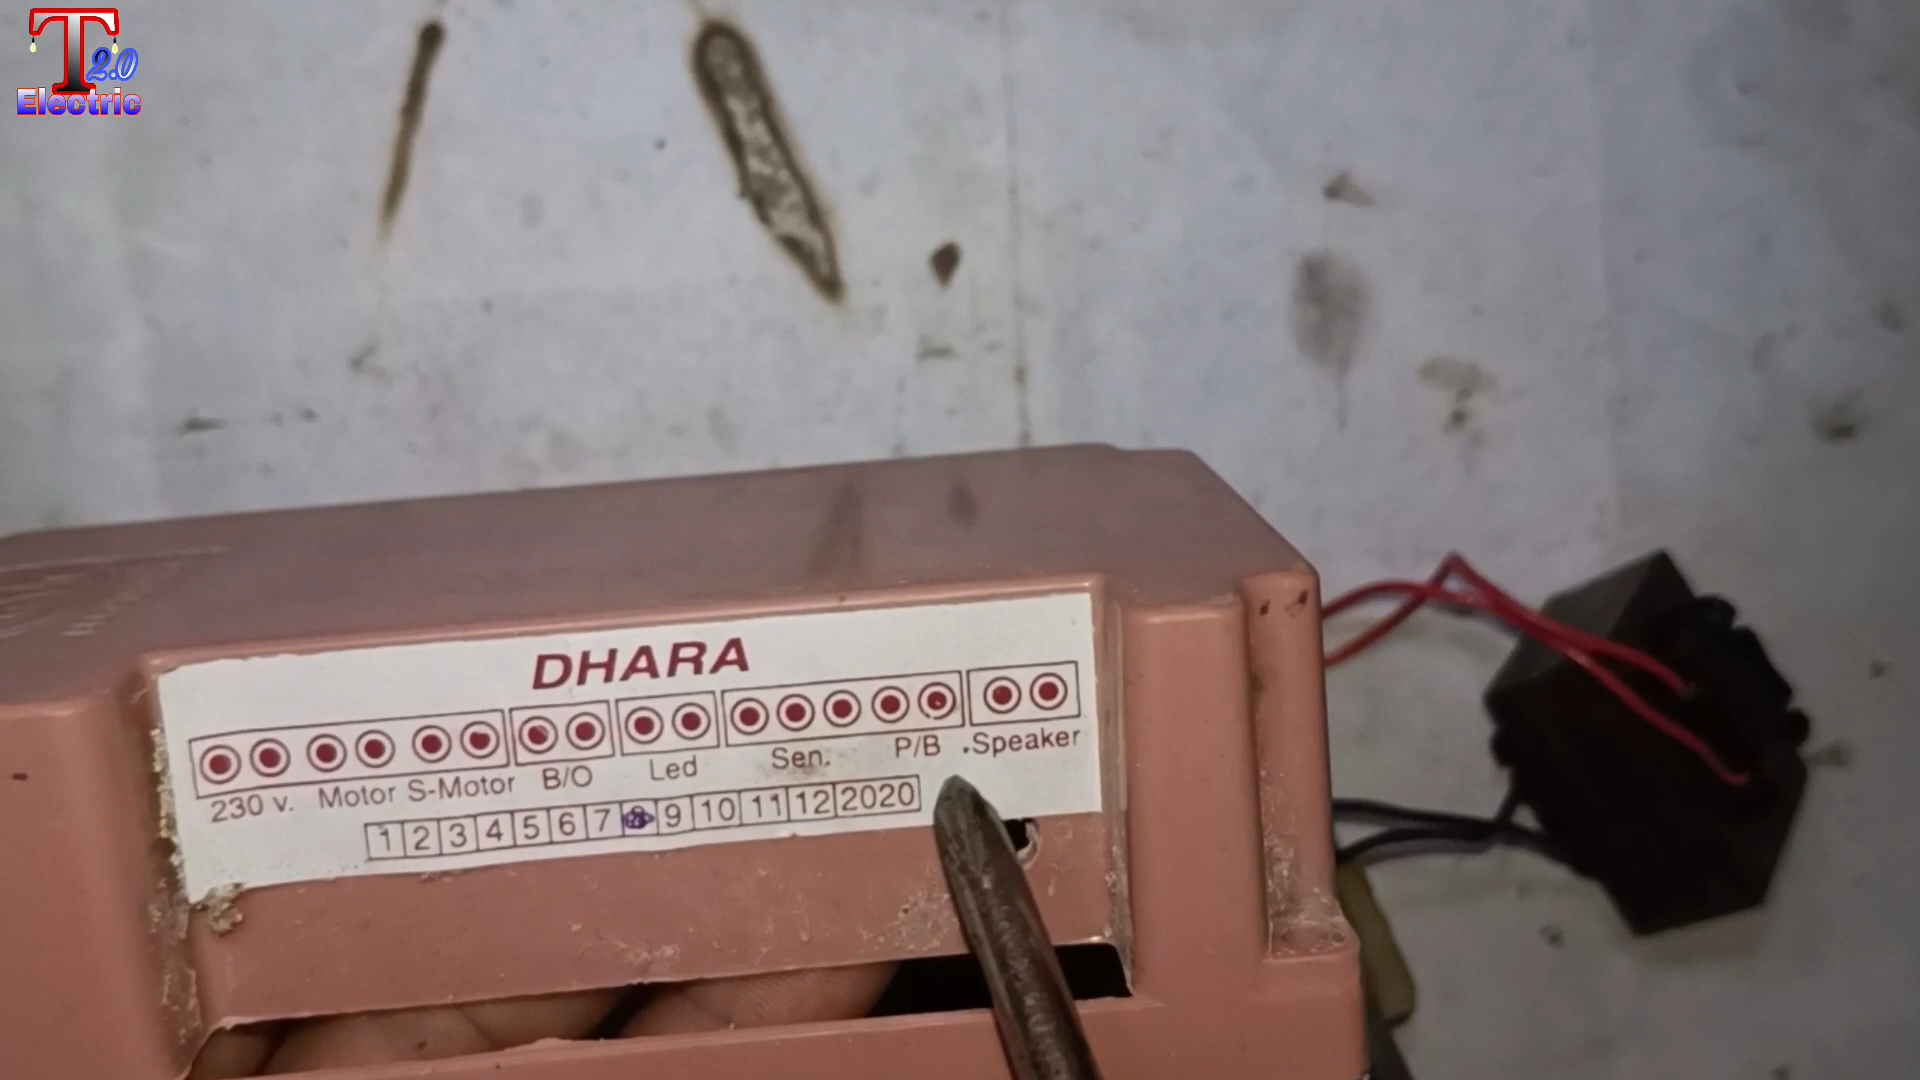 T 2.0
Electric
DHARA
230 v. Motor S-Motor B/O Led Sen. P/B .Speaker
1 2 3 4 5 6 7 8 9 10 11 12 2020